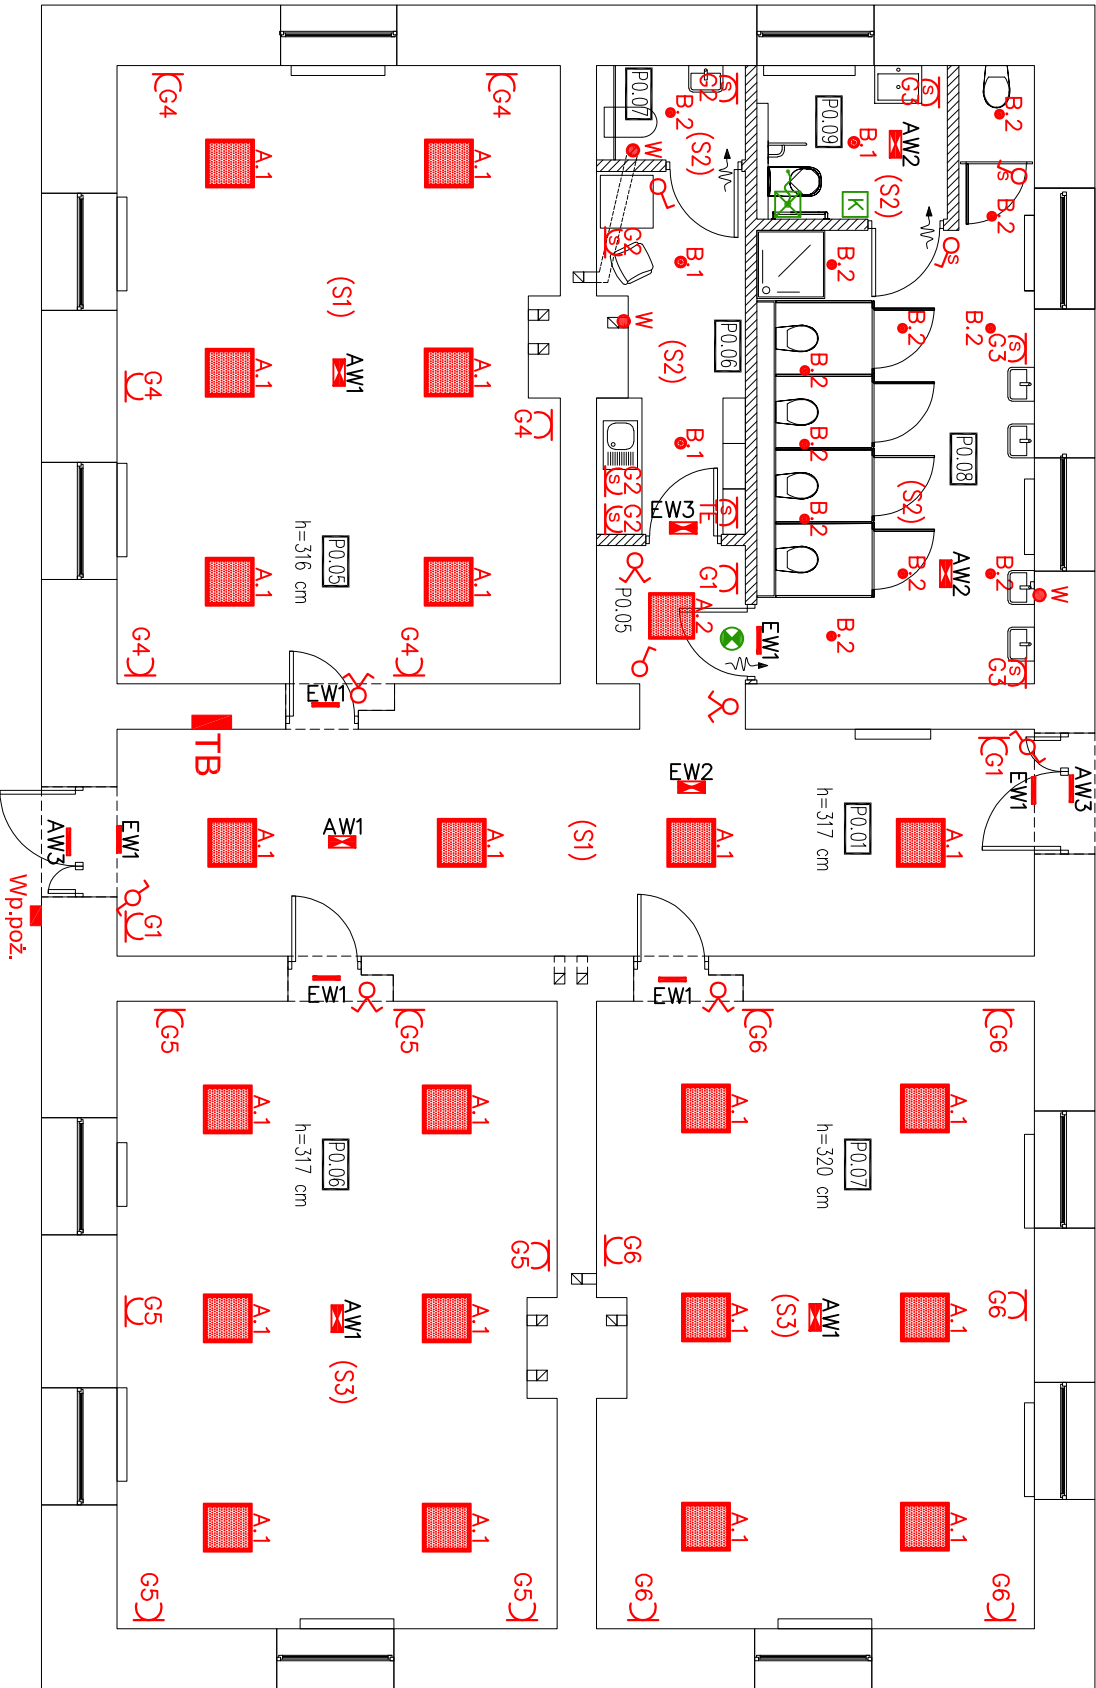 G4
G4
A.1
A.1
(S1)
A.1
AW1
A.1
G4
G4
P0.05
h=316 cm
A.1
A.1
G4
G4
EW1
P0.07
G2
B.2
(S2)
W
G2
B.1
W
P0.06
(S2)
B.1
G2
G2
EW3
TE
G1
P0.05
A.2
EW1
G3
P0.09
B.1
AW2
(S2)
K
B.2
s
B.2
s
B.2
B.2
B.2
G3
B.2
B.2
P0.08
(S2)
B.2
AW2
B.2
B.2
W
B.2
G3
TB
EW2
AW1
A.1
A.1
(S1)
A.1
A.1
P0.01
h=317 cm
G1
EW1
AW3
EW1
AW3
G1
Wp.poż.
EW1
EW1
G5
G5
A.1
A.1
P0.06
h=317 cm
G5
G5
A.1
A.1
AW1
(S3)
A.1
A.1
G5
G5
G6
G6
A.1
A.1
P0.07
h=320 cm
G6
G6
A.1
A.1
AW1
(S3)
A.1
A.1
G6
G6